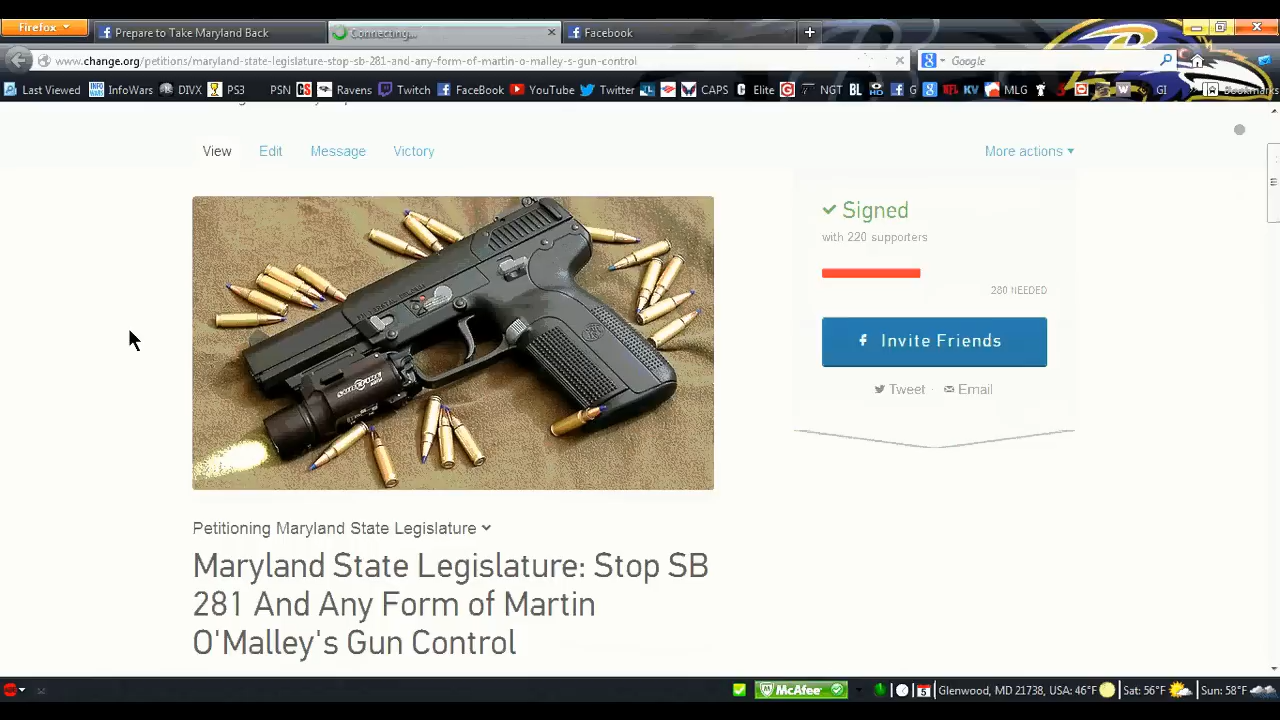 Firefox
Prepare to Take Maryland Back
Connecting...
Facebook
www.change.org/petitions/maryland-state-legislature-stop-sb-281-and-any-form-of-martin-o-malley-s-gun-control
Google
Last Viewed
InfoWars
DIVX
PS3
PSN
Ravens
Twitch
FaceBook
YouTube
Twitter
CAPS
Elite
NGT
BL
G
KV
MLG
GI
Bookmarks
View
Edit
Message
Victory
More actions
Signed
with 220 supporters
280 NEEDED
Invite Friends
Tweet
Email
Petitioning Maryland State Legislature
Maryland State Legislature: Stop SB
281 And Any Form of Martin
O'Malley's Gun Control
McAfee
Glenwood, MD 21738, USA: 46°F
Sat: 56°F
Sun: 58°F